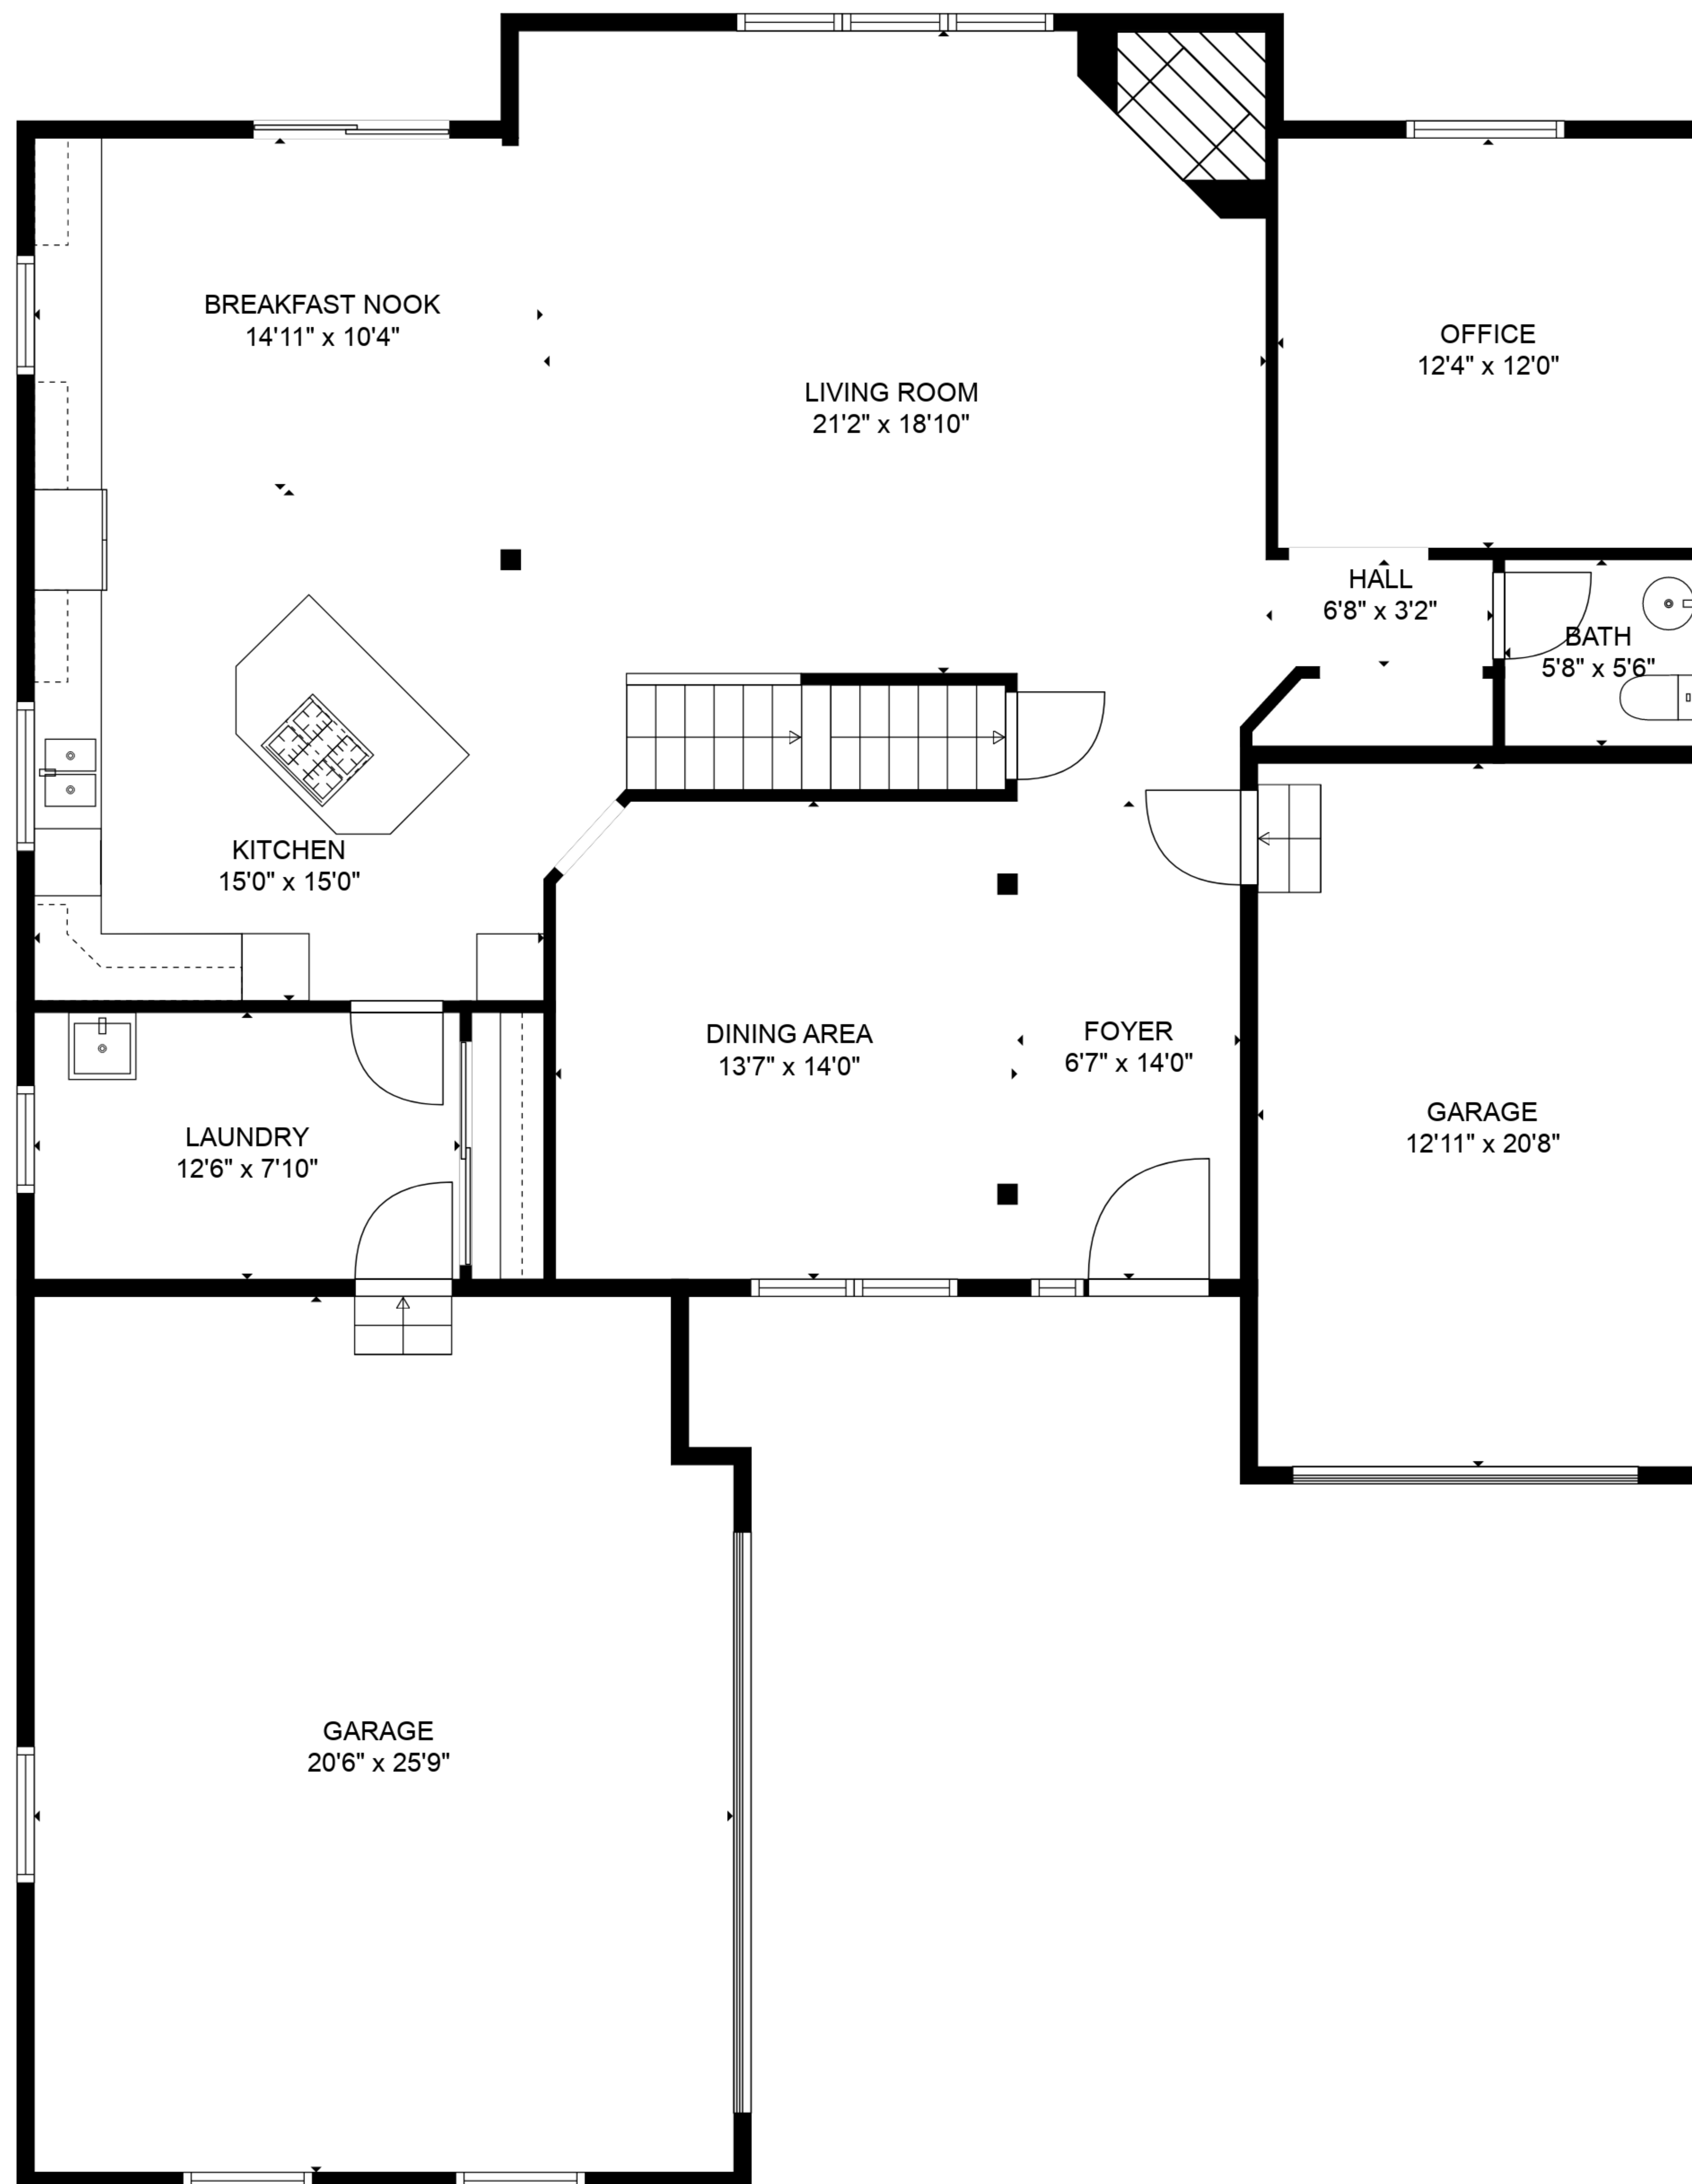 BREAKFAST NOOK
14'11" x 10'4"
LIVING ROOM
21'2" x 18'10"
OFFICE
12'4" x 12'0"
HALL
6'8" x 3'2"
BATH
5'8" x 5'6"
KITCHEN
15'0" x 15'0"
DINING AREA
13'7" x 14'0"
FOYER
6'7" x 14'0"
GARAGE
12'11" x 20'8"
LAUNDRY
12'6" x 7'10"
GARAGE
20'6" x 25'9"